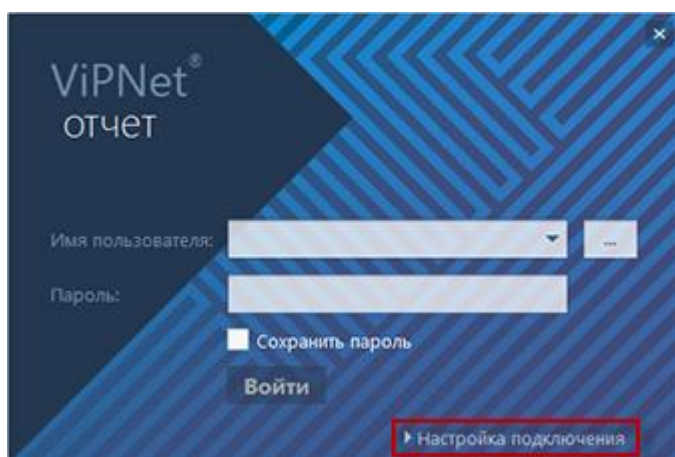 ViPNet®
отчет
Имя пользователя:
...
Пароль:
Сохранить пароль
Войти
Настройка подключения